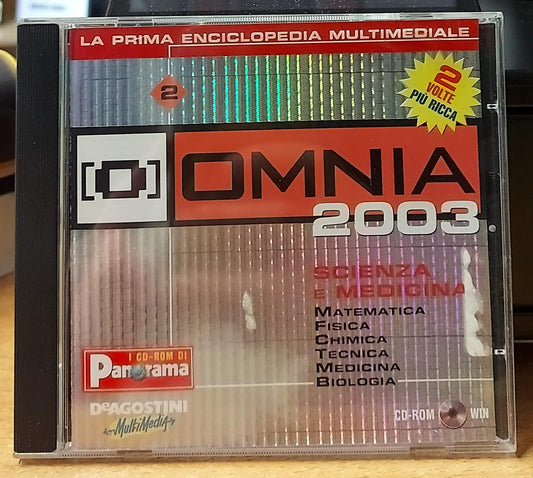 LA PRIMA ENCICLOPEDIA MULTIMEDIALE
2
2
VOLTE
PIÙ RICCA
[O] OMNIA
2003
SCIENZA
E MEDICINA
MATEMATICA
FISICA
CHIMICA
TECNICA
MEDICINA
BIOLOGIA
I CD-ROM DI
Panorama
DeAGOSTINI
MultiMedia
CD-ROM WIN